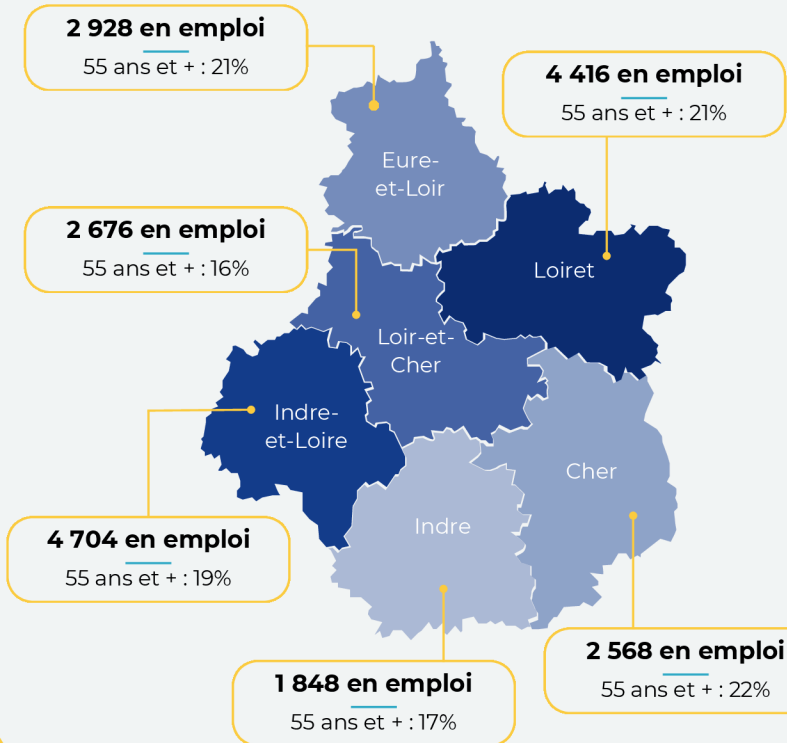 2 928 en emploi
55 ans et + : 21%
4 416 en emploi
55 ans et + : 21%
Eure-
et-Loir
2 676 en emploi
55 ans et + : 16%
Loiret
Loir-et-
Cher
Indre-
et-Loire
Cher
Indre
4 704 en emploi
55 ans et + : 19%
2 568 en emploi
55 ans et + : 22%
1 848 en emploi
55 ans et + : 17%